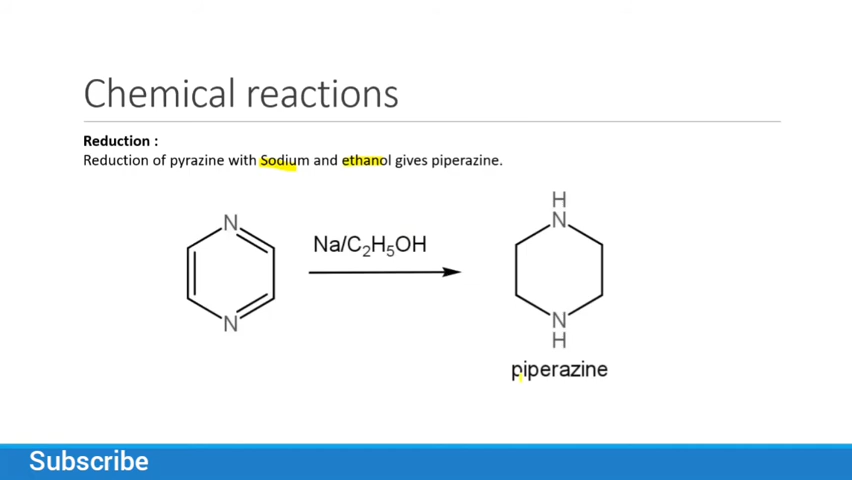 Chemical reactions
Reduction :
Reduction of pyrazine with Sodium and ethanol gives piperazine.
H
N
N
Na/C₂H₅OH
N
N
H
piperazine
Subscribe